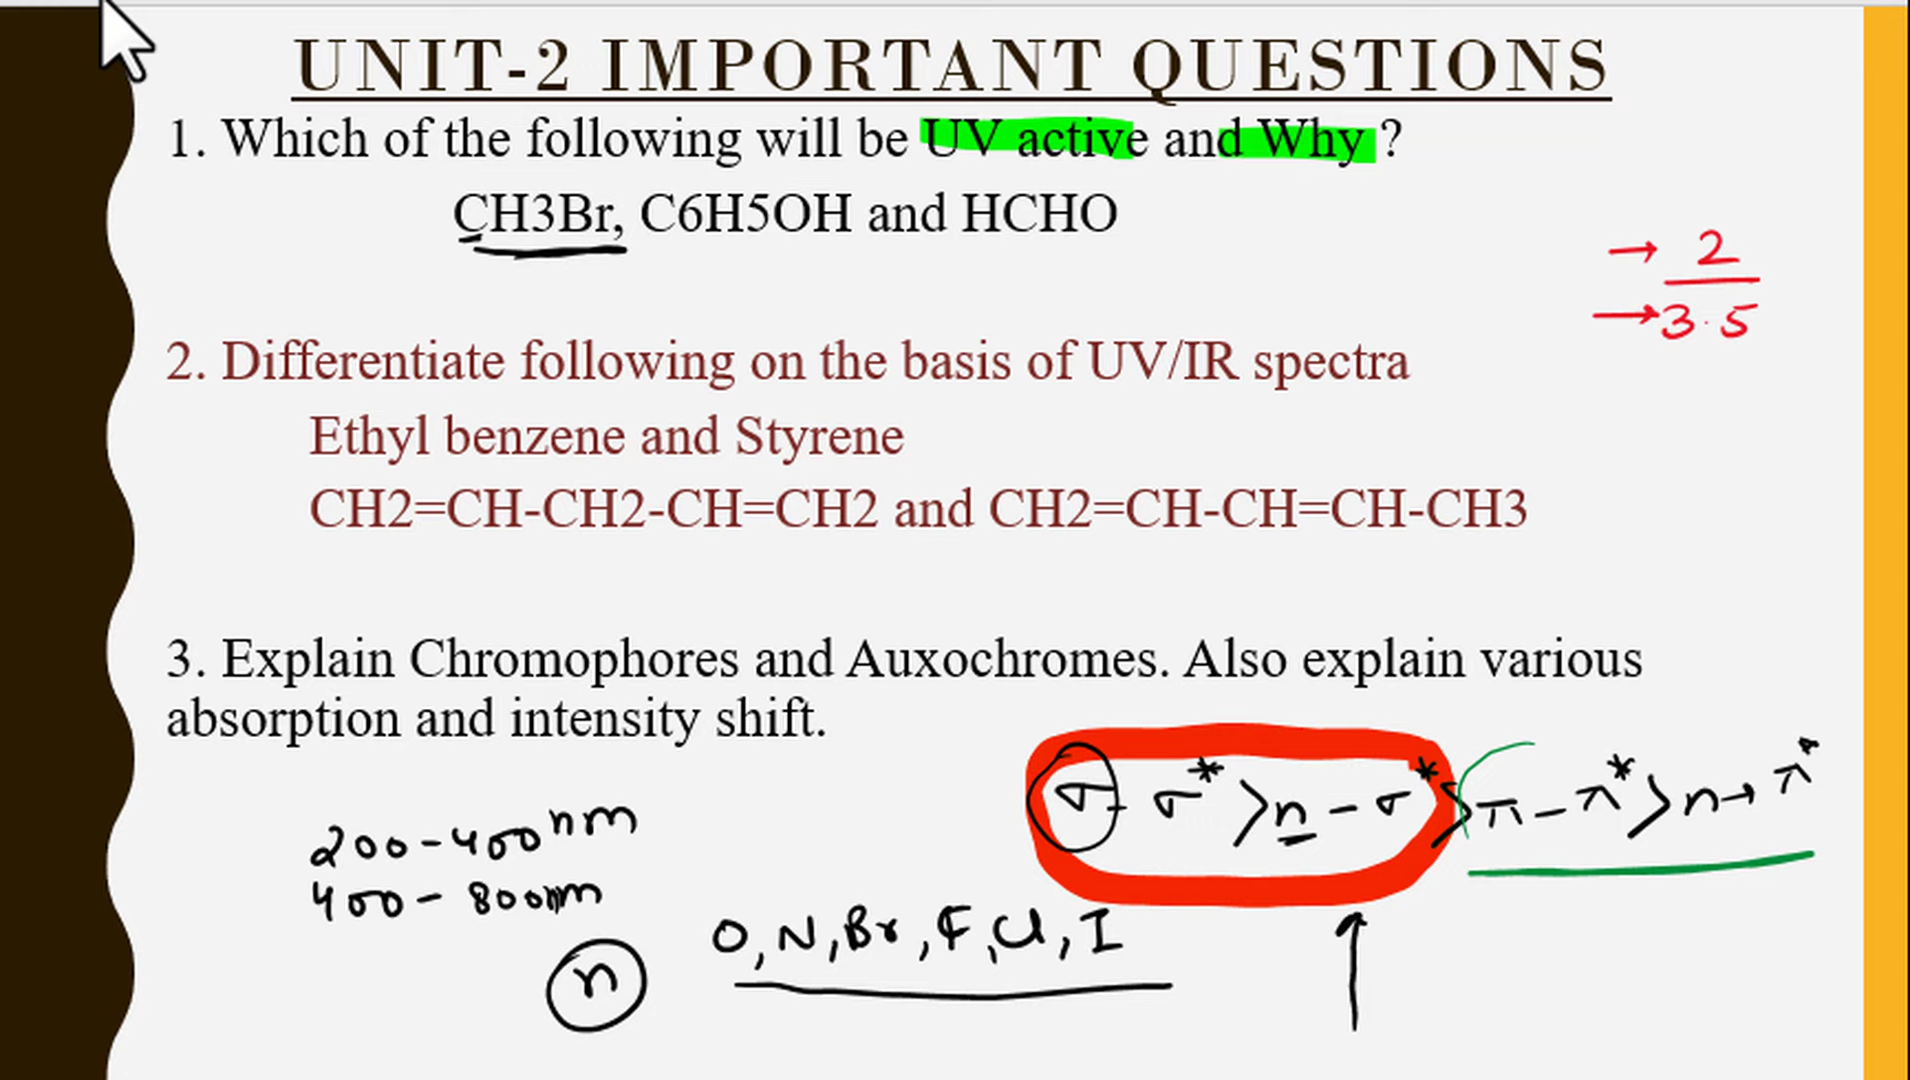 UNIT-2 IMPORTANT QUESTIONS
1. Which of the following will be UV active and Why ?
CH3Br, C6H5OH and HCHO
→ 2
→ 3.5
2. Differentiate following on the basis of UV/IR spectra
Ethyl benzene and Styrene
CH2=CH-CH2-CH=CH2 and CH2=CH-CH=CH-CH3
3. Explain Chromophores and Auxochromes. Also explain various
absorption and intensity shift.
σ - σ* > n - σ* > π - π* > n → π*
200-400nm
400-800nm
O, N, Br, F, Cl, I
n